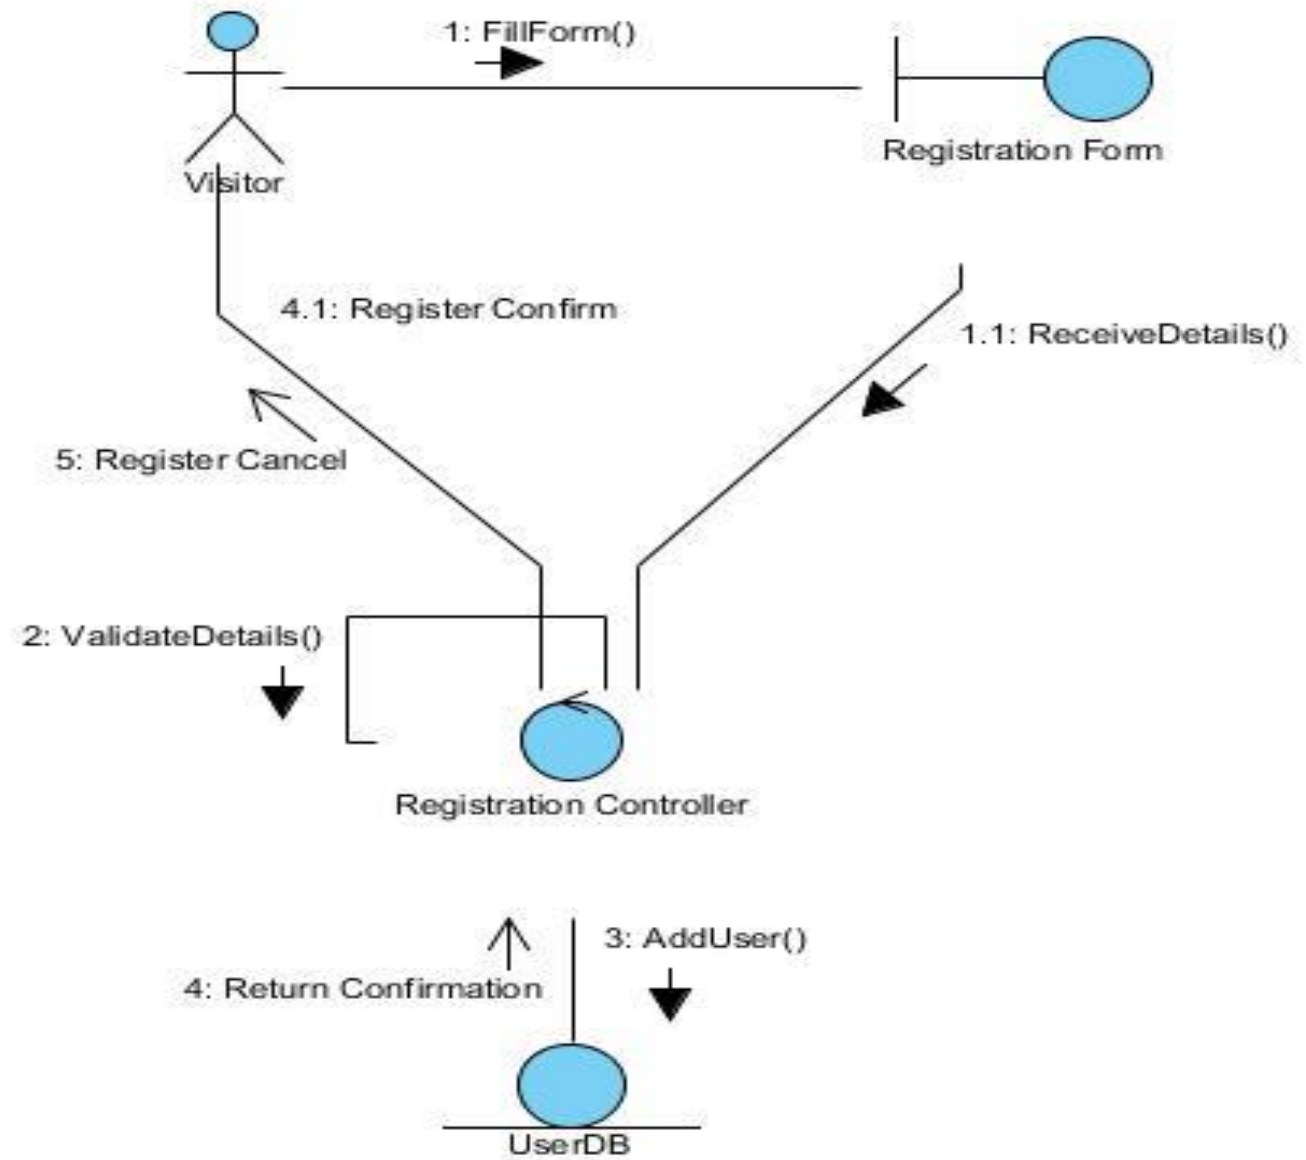 1: FillForm()
Registration Form
Visitor
4.1: Register Confirm
1.1: ReceiveDetails()
5: Register Cancel
2: ValidateDetails()
Registration Controller
3: AddUser()
4: Return Confirmation
UserDB